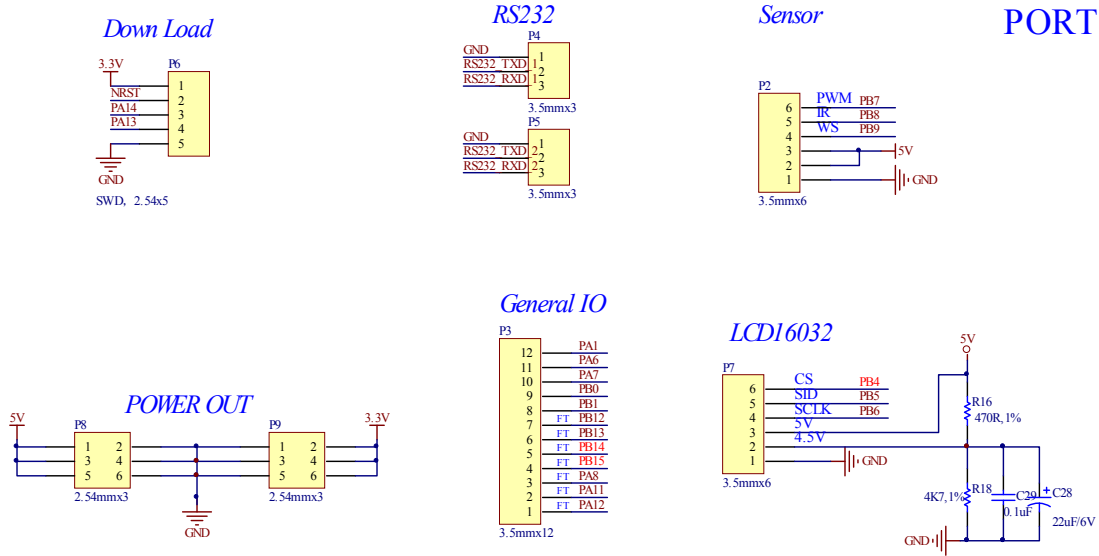 PORT
Down Load
P6
3.3V
1
NRST
2
PA14
3
PA13
4
5
GND
SWD, 2.54x5
RS232
P4
GND
1
RS232_TXD 1
2
RS232_RXD 1
3
3.5mmx3
P5
GND
1
RS232_TXD 2
2
RS232_RXD 2
3
3.5mmx3
Sensor
P2
6 PWM PB7
5 IR PB8
4 WS PB9
3 5V
2
1 GND
3.5mmx6
POWER OUT
5V
P8
1 2
3 4
5 6
2.54mmx3
GND
P9
1 2
3 4
5 6
2.54mmx3
3.3V
General IO
P3
12 PA1
11 PA6
10 PA7
9 PB0
8 PB1
7 FT PB12
6 FT PB13
5 FT PB14
4 FT PB15
3 FT PA8
2 FT PA11
1 FT PA12
3.5mmx12
LCD16032
P7
6 CS PB4
5 SID PB5
4 SCLK PB6
3 5V
2 4.5V
1 GND
3.5mmx6
5V
R16
470R,1%
R18
4K7,1%
C29
0.1uF
+
C28
22uF/6V
GND